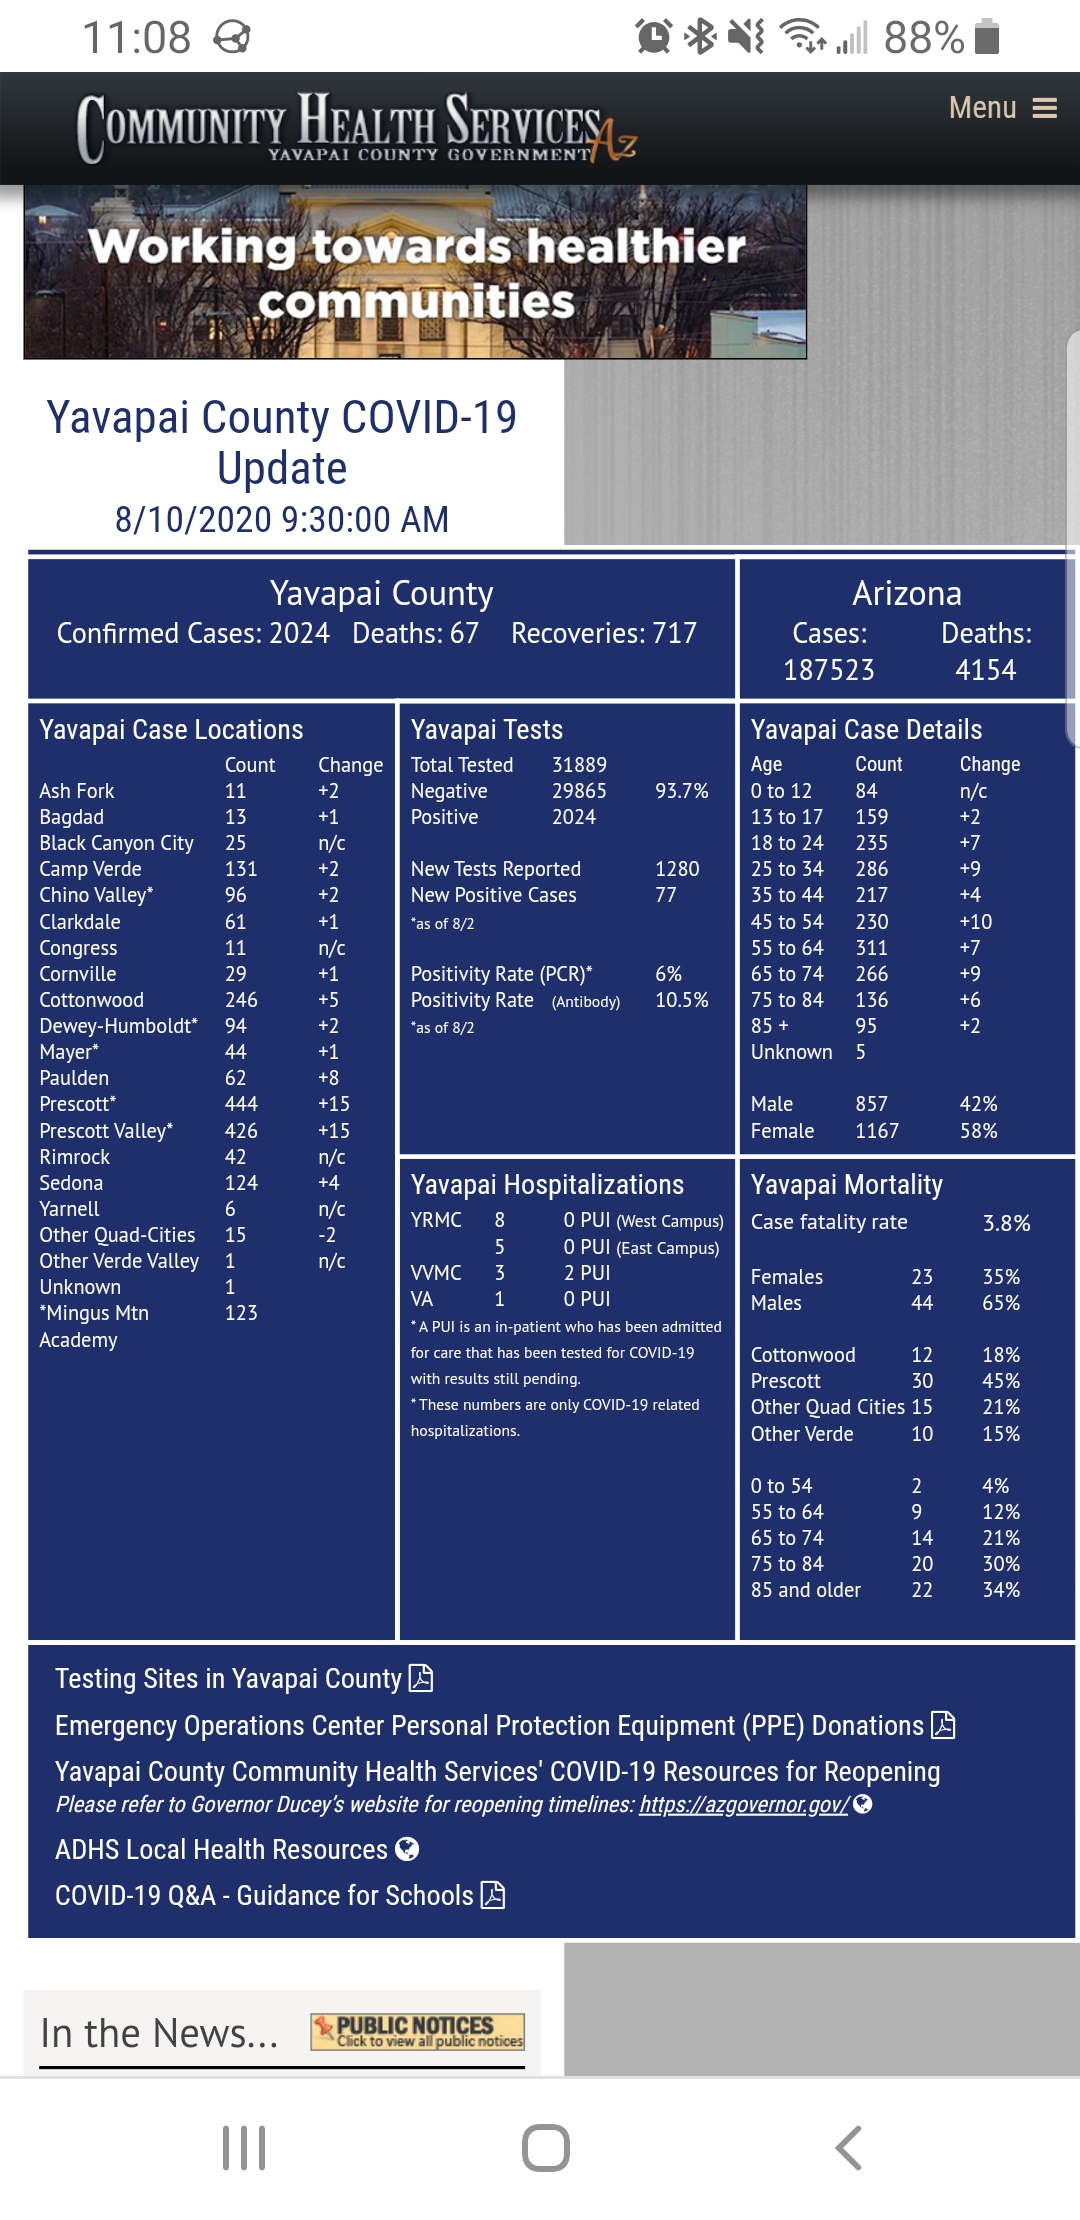 11:08 88%
COMMUNITY HEALTH SERVICES Az
YAVAPAI COUNTY GOVERNMENT
Menu
Working towards healthier
communities
Yavapai County COVID-19
Update
8/10/2020 9:30:00 AM
Yavapai County
Confirmed Cases: 2024 Deaths: 67 Recoveries: 717
Arizona
Cases: Deaths:
187523 4154
Yavapai Case Locations
Count Change
Ash Fork 11 +2
Bagdad 13 +1
Black Canyon City 25 n/c
Camp Verde 131 +2
Chino Valley* 96 +2
Clarkdale 61 +1
Congress 11 n/c
Cornville 29 +1
Cottonwood 246 +5
Dewey-Humboldt* 94 +2
Mayer* 44 +1
Paulden 62 +8
Prescott* 444 +15
Prescott Valley* 426 +15
Rimrock 42 n/c
Sedona 124 +4
Yarnell 6 n/c
Other Quad-Cities 15 -2
Other Verde Valley 1 n/c
Unknown 1
*Mingus Mtn 123
Academy
Yavapai Tests
Total Tested 31889
Negative 29865 93.7%
Positive 2024
New Tests Reported 1280
New Positive Cases 77
*as of 8/2
Positivity Rate (PCR)* 6%
Positivity Rate (Antibody) 10.5%
*as of 8/2
Yavapai Case Details
Age Count Change
0 to 12 84 n/c
13 to 17 159 +2
18 to 24 235 +7
25 to 34 286 +9
35 to 44 217 +4
45 to 54 230 +10
55 to 64 311 +7
65 to 74 266 +9
75 to 84 136 +6
85 + 95 +2
Unknown 5
Male 857 42%
Female 1167 58%
Yavapai Hospitalizations
YRMC 8 0 PUI (West Campus)
5 0 PUI (East Campus)
VVMC 3 2 PUI
VA 1 0 PUI
* A PUI is an in-patient who has been admitted
for care that has been tested for COVID-19
with results still pending.
* These numbers are only COVID-19 related
hospitalizations.
Yavapai Mortality
Case fatality rate 3.8%
Females 23 35%
Males 44 65%
Cottonwood 12 18%
Prescott 30 45%
Other Quad Cities 15 21%
Other Verde 10 15%
0 to 54 2 4%
55 to 64 9 12%
65 to 74 14 21%
75 to 84 20 30%
85 and older 22 34%
Testing Sites in Yavapai County
Emergency Operations Center Personal Protection Equipment (PPE) Donations
Yavapai County Community Health Services' COVID-19 Resources for Reopening
Please refer to Governor Ducey's website for reopening timelines: https://azgovernor.gov/
ADHS Local Health Resources
COVID-19 Q&A - Guidance for Schools
In the News...
PUBLIC NOTICES
Click to view all public notices